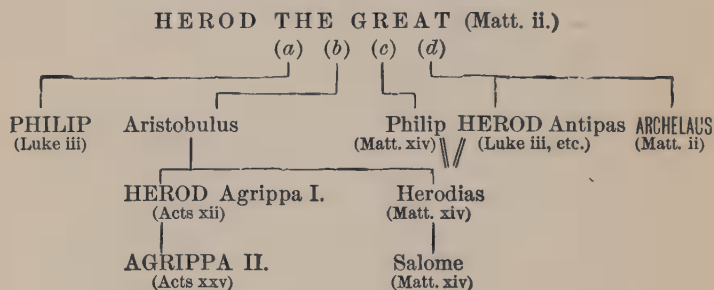 HEROD THE GREAT (Matt. ii.)
(a) (b) (c) (d)
PHILIP Aristobulus Philip HEROD Antipas ARCHELAUS
(Luke iii) (Matt. xiv) (Luke iii, etc.) (Matt. ii)
HEROD Agrippa I. Herodias
(Acts xii) (Matt. xiv)
AGRIPPA II. Salome
(Acts xxv) (Matt. xiv)